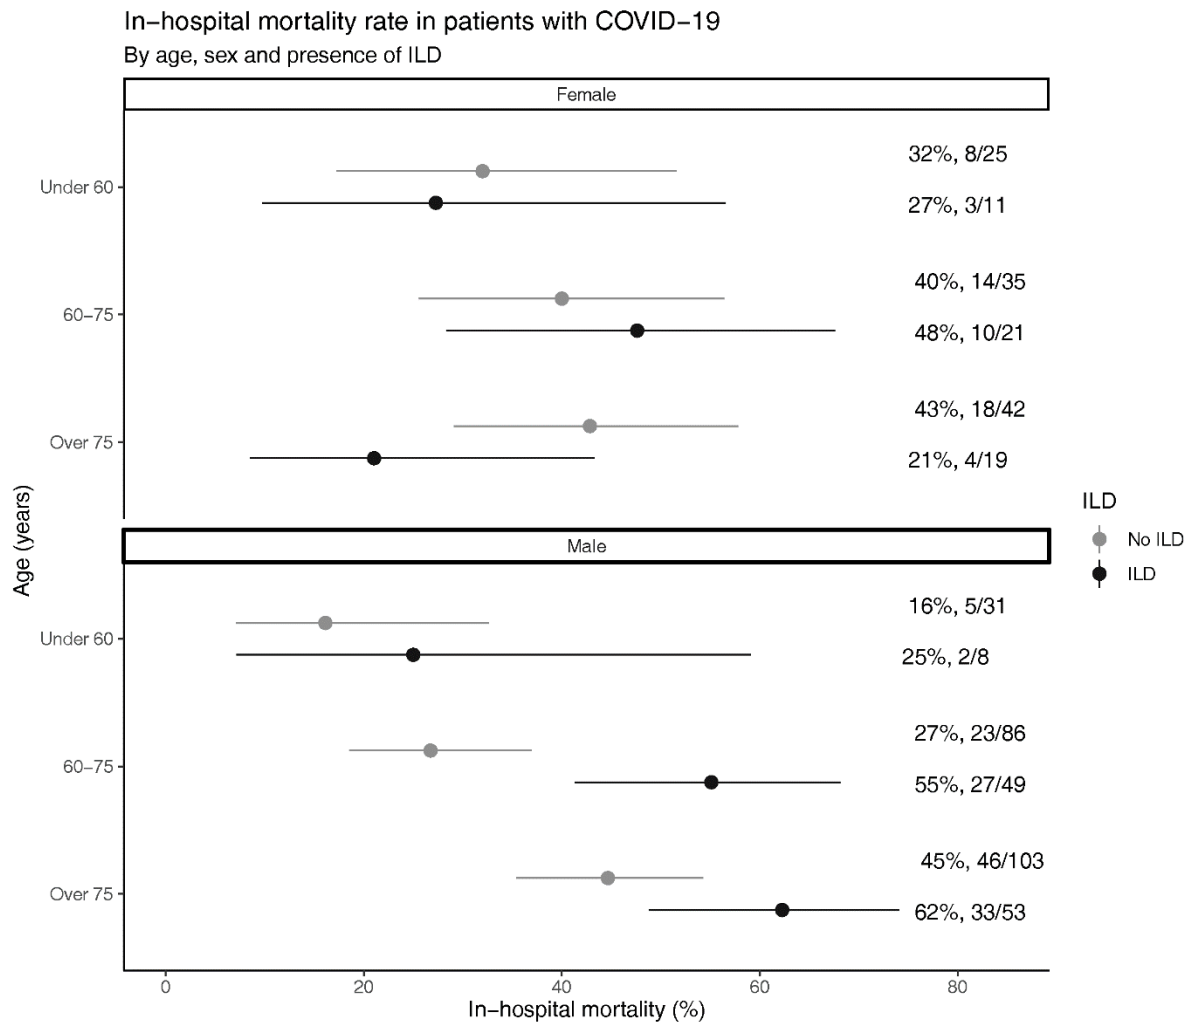 In-hospital mortality rate in patients with COVID-19
By age, sex and presence of ILD
Female
32%, 8/25
Under 60
27%, 3/11
40%, 14/35
60-75
48%, 10/21
43%, 18/42
Over 75
21%, 4/19
Age (years)
Male
16%, 5/31
Under 60
25%, 2/8
27%, 23/86
60-75
55%, 27/49
45%, 46/103
Over 75
62%, 33/53
0 20 40 60 80
In-hospital mortality (%)
ILD
No ILD
ILD